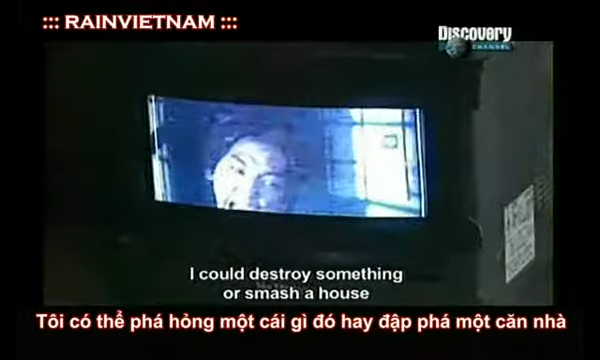 ::: RAINVIETNAM :::
Discovery
CHANNEL
I could destroy something
or smash a house
Tôi có thể phá hỏng một cái gì đó hay đập phá một căn nhà